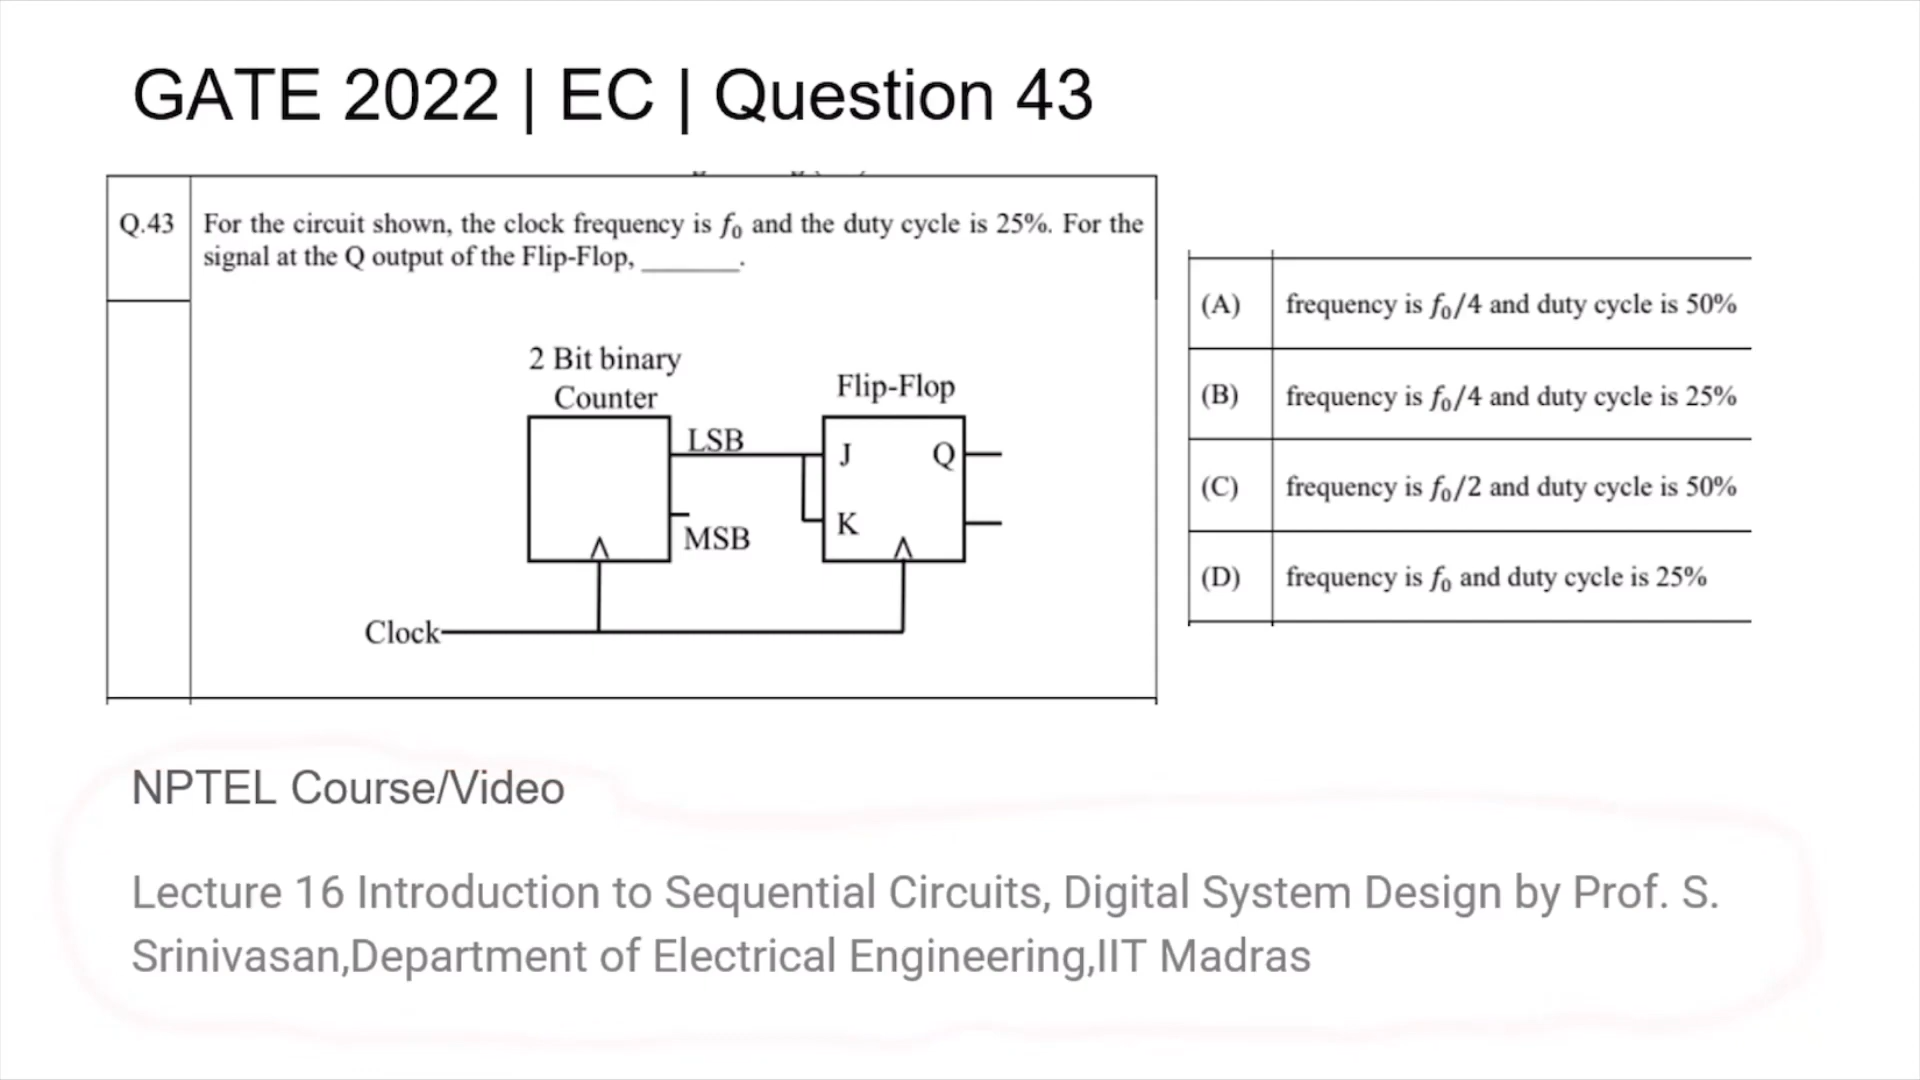 GATE 2022 | EC | Question 43
Q.43
For the circuit shown, the clock frequency is f₀ and the duty cycle is 25%. For the
signal at the Q output of the Flip-Flop, _______.
2 Bit binary
Counter
Flip-Flop
LSB
J
Q
K
MSB
Clock
(A) frequency is f₀/4 and duty cycle is 50%
(B) frequency is f₀/4 and duty cycle is 25%
(C) frequency is f₀/2 and duty cycle is 50%
(D) frequency is f₀ and duty cycle is 25%
NPTEL Course/Video
Lecture 16 Introduction to Sequential Circuits, Digital System Design by Prof. S.
Srinivasan,Department of Electrical Engineering,IIT Madras